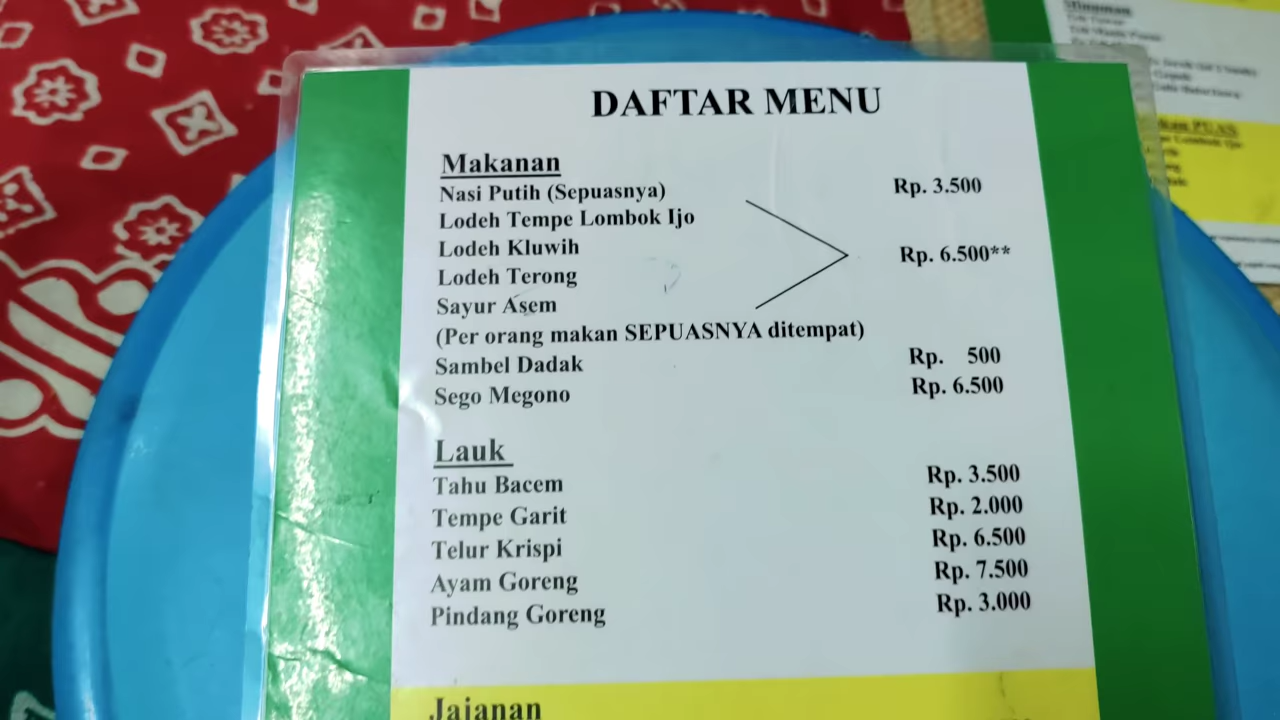 DAFTAR MENU
Makanan
Nasi Putih (Sepuasnya) Rp. 3.500
Lodeh Tempe Lombok Ijo
Lodeh Kluwih Rp. 6.500**
Lodeh Terong
Sayur Asem
(Per orang makan SEPUASNYA ditempat)
Sambel Dadak Rp. 500
Sego Megono Rp. 6.500
Lauk
Tahu Bacem Rp. 3.500
Tempe Garit Rp. 2.000
Telur Krispi Rp. 6.500
Ayam Goreng Rp. 7.500
Pindang Goreng Rp. 3.000
Jajanan
Minuman